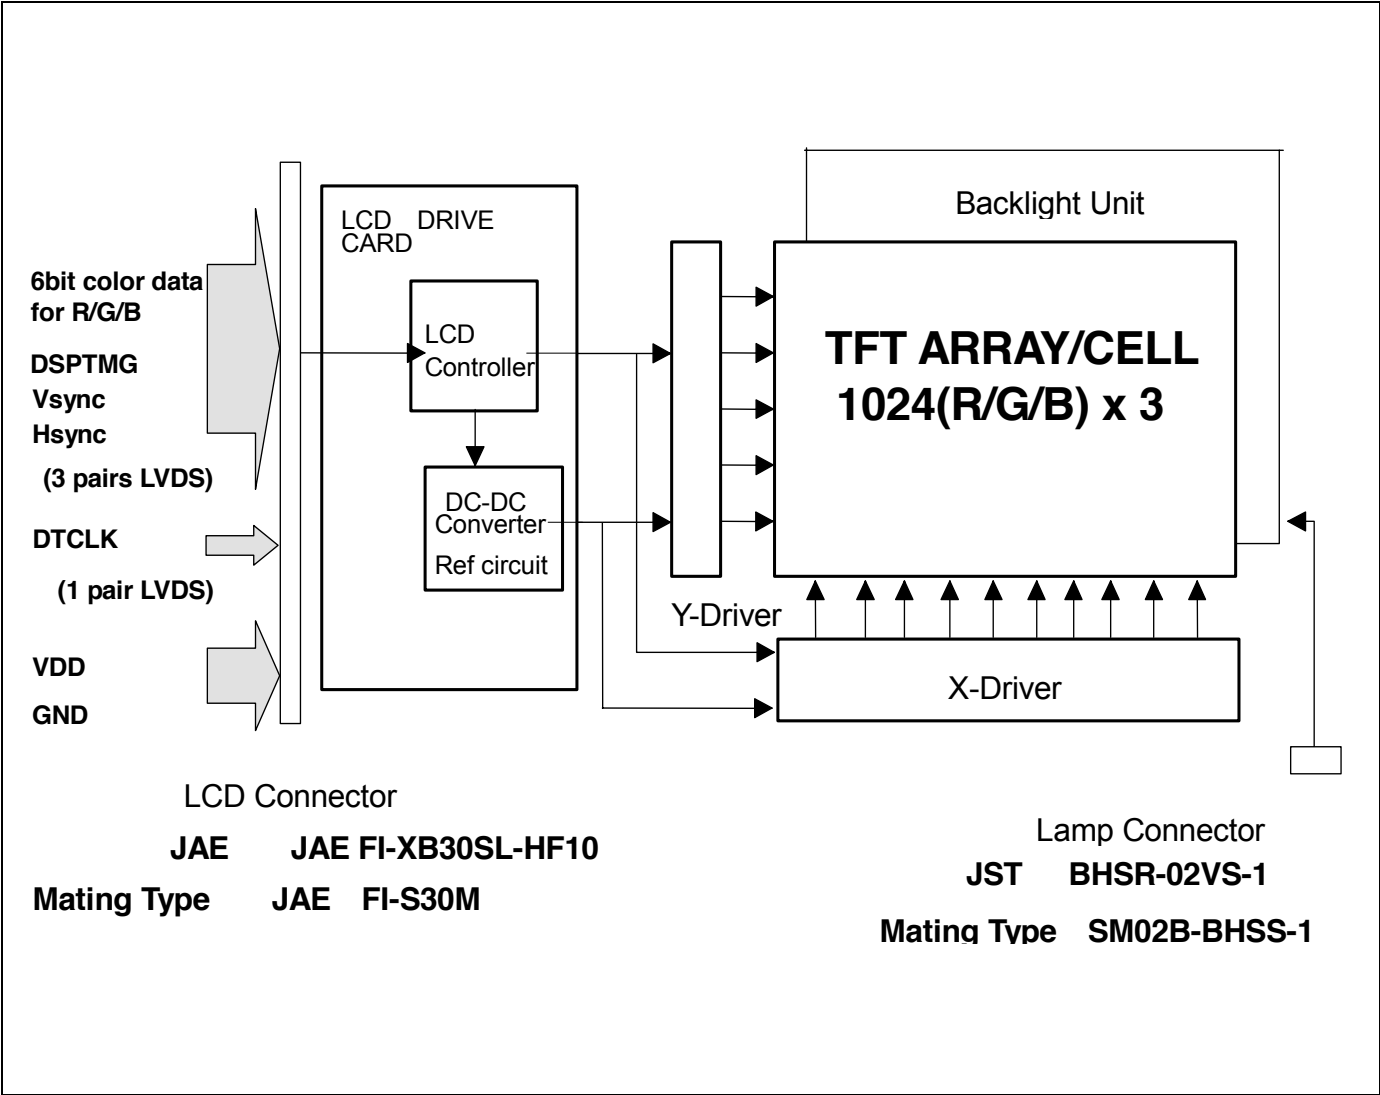 Backlight Unit
LCD DRIVE
CARD
6bit color data
for R/G/B
DSPTMG
Vsync
Hsync
(3 pairs LVDS)
LCD
Controller
TFT ARRAY/CELL
1024(R/G/B) x 3
DC-DC
Converter
Ref circuit
DTCLK
(1 pair LVDS)
VDD
GND
Y-Driver
X-Driver
LCD Connector
JAE JAE FI-XB30SL-HF10
Mating Type JAE FI-S30M
Lamp Connector
JST BHSR-02VS-1
Mating Type SM02B-BHSS-1